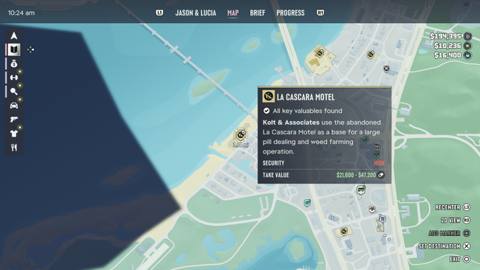 10:24 am
JASON & LUCIA MAP BRIEF PROGRESS
$194,395
$10,236
$16,400
LA CASCARA MOTEL
All key valuables found
Kolt & Associates use the abandoned
La Cascara Motel as a base for a large
pill dealing and weed farming
operation.
SECURITY HIGH
TAKE VALUE $21,600 - $47,200
RECENTER
2D VIEW
ADD MARKER
SET DESTINATION
EXIT